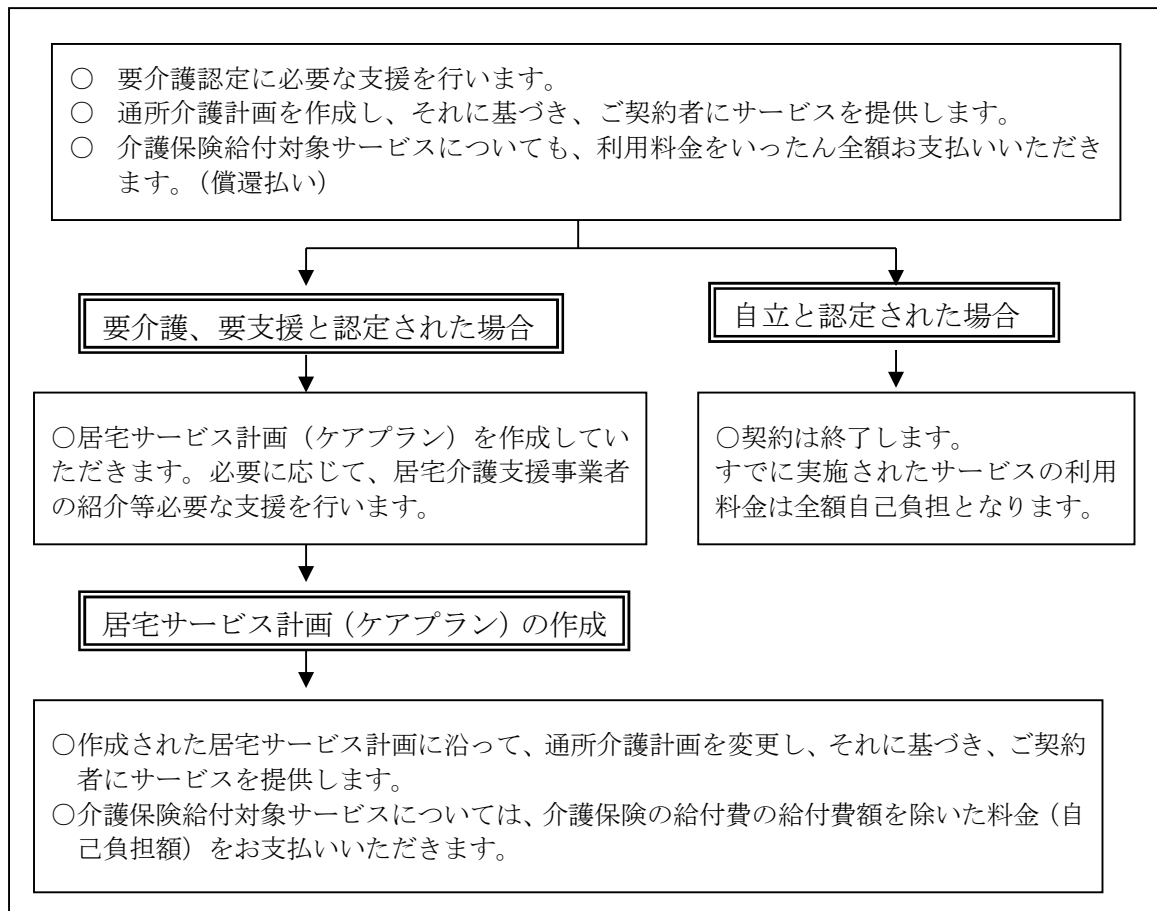 ○ 要介護認定に必要な支援を行います。
○ 通所介護計画を作成し、それに基づき、ご契約者にサービスを提供します。
○ 介護保険給付対象サービスについても、利用料金をいったん全額お支払いいただき
ます。（償還払い）
要介護、要支援と認定された場合
自立と認定された場合
○居宅サービス計画（ケアプラン）を作成してい
ただきます。必要に応じて、居宅介護支援事業者
の紹介等必要な支援を行います。
○契約は終了します。
すでに実施されたサービスの利用
料金は全額自己負担となります。
居宅サービス計画（ケアプラン）の作成
○作成された居宅サービス計画に沿って、通所介護計画を変更し、それに基づき、ご契約
者にサービスを提供します。
○介護保険給付対象サービスについては、介護保険の給付費の給付費額を除いた料金（自
己負担額）をお支払いいただきます。